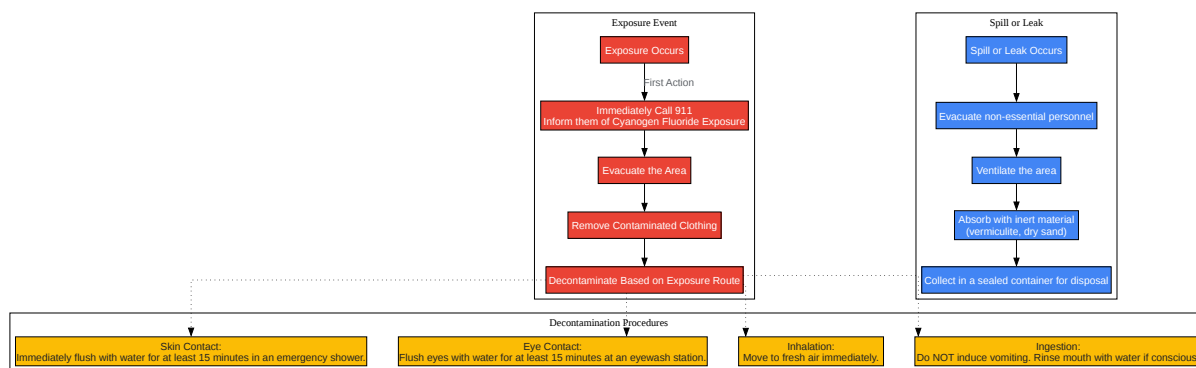 Exposure Event
Exposure Occurs
First Action
Immediately Call 911
Inform them of Cyanogen Fluoride Exposure
Evacuate the Area
Remove Contaminated Clothing
Decontaminate Based on Exposure Route
Spill or Leak
Spill or Leak Occurs
Evacuate non-essential personnel
Ventilate the area
Absorb with inert material
(vermiculite, dry sand)
Collect in a sealed container for disposal
Decontamination Procedures
Skin Contact:
Immediately flush with water for at least 15 minutes in an emergency shower.
Eye Contact:
Flush eyes with water for at least 15 minutes at an eyewash station.
Inhalation:
Move to fresh air immediately.
Ingestion:
Do NOT induce vomiting. Rinse mouth with water if conscious